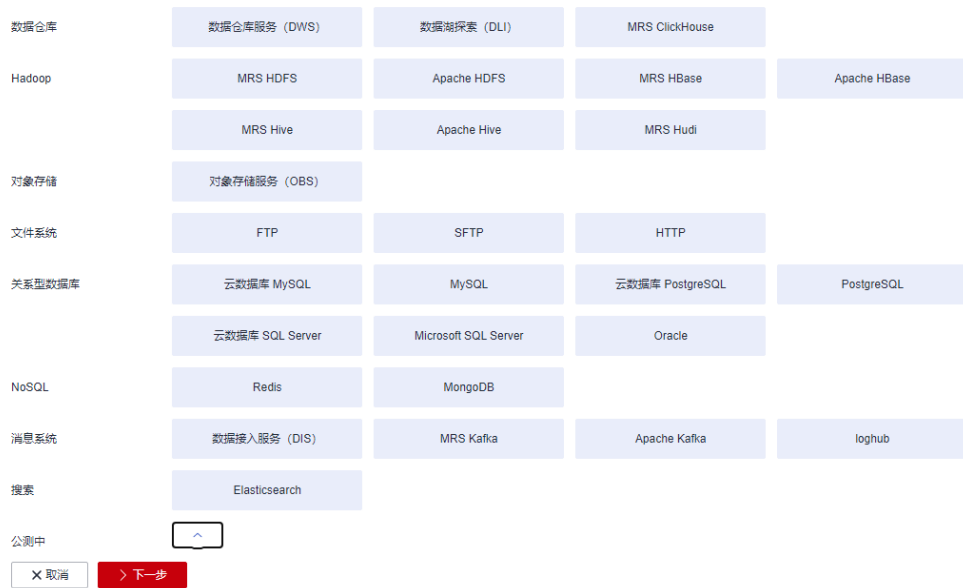 数据仓库 数据仓库服务（DWS） 数据湖探索（DLI） MRS ClickHouse
Hadoop MRS HDFS Apache HDFS MRS HBase Apache HBase
MRS Hive Apache Hive MRS Hudi
对象存储 对象存储服务（OBS）
文件系统 FTP SFTP HTTP
关系型数据库 云数据库 MySQL MySQL 云数据库 PostgreSQL PostgreSQL
云数据库 SQL Server Microsoft SQL Server Oracle
NoSQL Redis MongoDB
消息系统 数据接入服务（DIS） MRS Kafka Apache Kafka loghub
搜索 Elasticsearch
公测中
取消 下一步